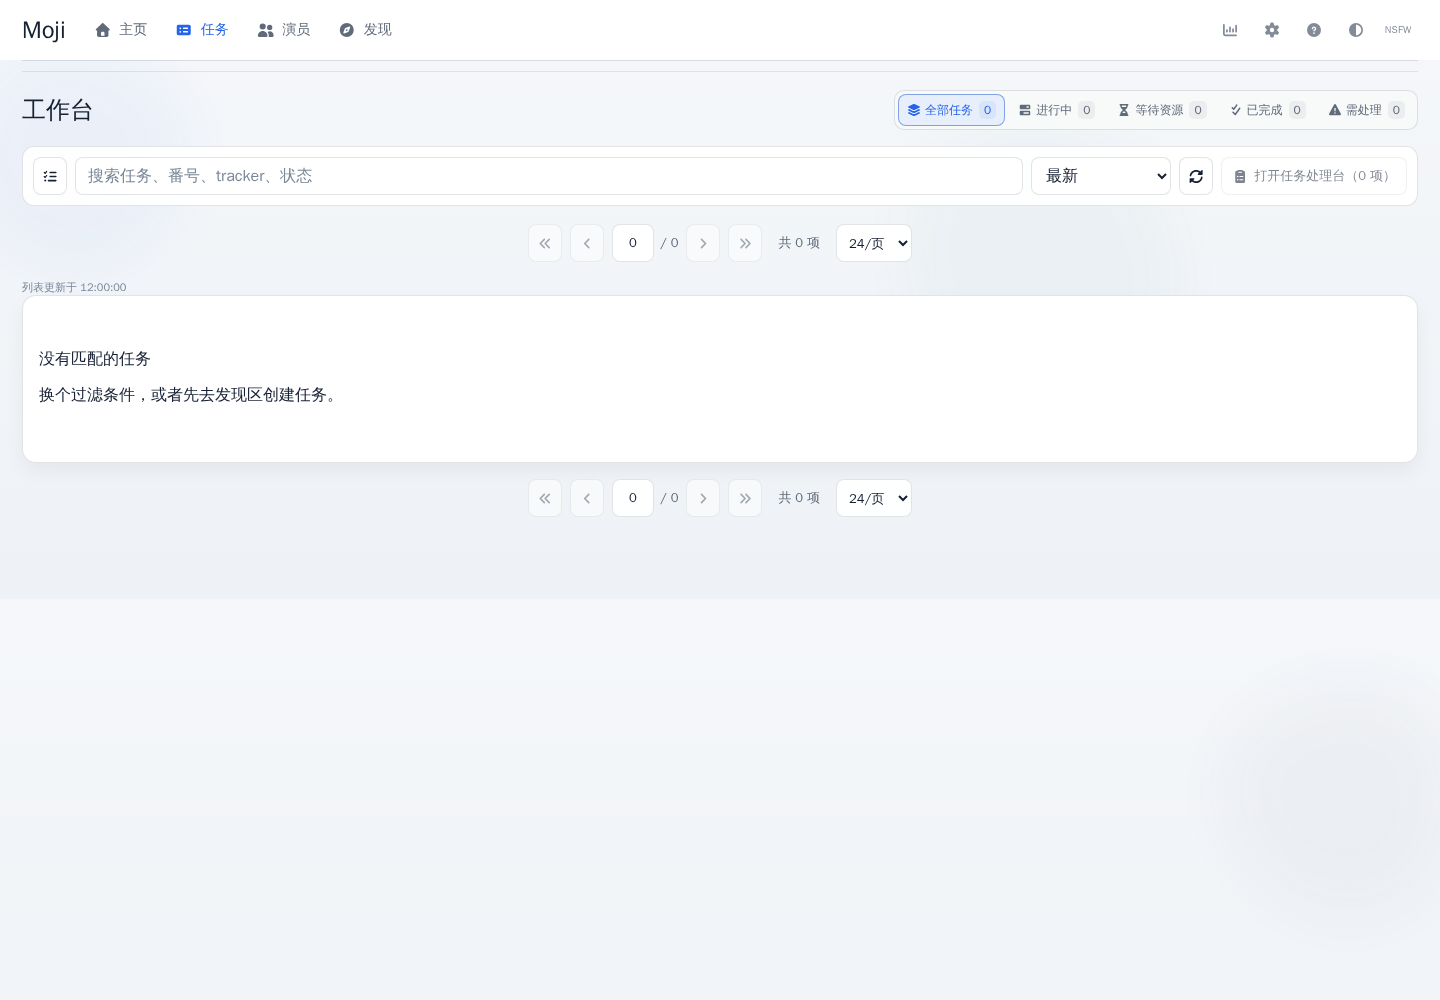 Moji 主页 任务 演员 发现 NSFW
工作台 全部任务 0 进行中 0 等待资源 0 已完成 0 需处理 0
搜索任务、番号、tracker、状态 最新 打开任务处理台（0 项）
0 / 0 共 0 项 24/页
列表更新于 12:00:00
没有匹配的任务
换个过滤条件，或者先去发现区创建任务。
0 / 0 共 0 项 24/页